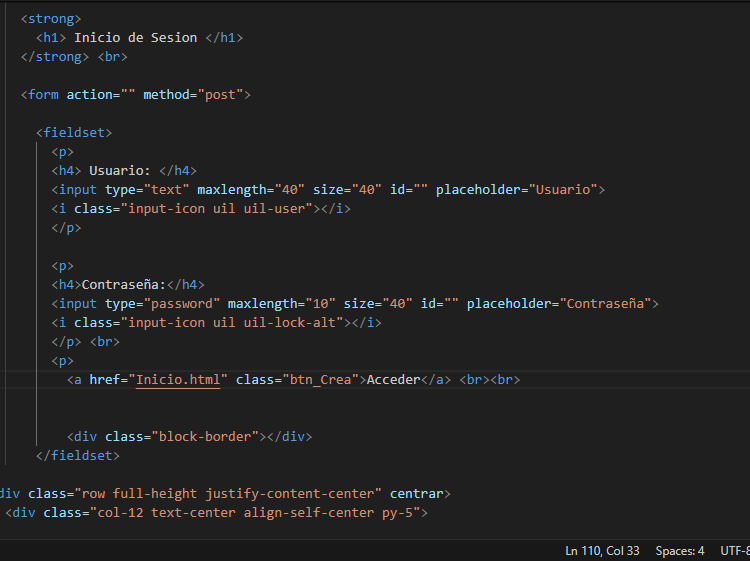 <strong>
<h1> Inicio de Sesion </h1>
</strong> <br>
<form action="" method="post">
<fieldset>
<p>
<h4> Usuario: </h4>
<input type="text" maxlength="40" size="40" id="" placeholder="Usuario">
<i class="input-icon uil uil-user"></i>
</p>
<p>
<h4>Contraseña:</h4>
<input type="password" maxlength="10" size="40" id="" placeholder="Contraseña">
<i class="input-icon uil uil-lock-alt"></i>
</p> <br>
<p>
<a href="Inicio.html" class="btn_Crea">Acceder</a> <br><br>
<div class="block-border"></div>
</fieldset>
div class="row full-height justify-content-center" centrar>
<div class="col-12 text-center align-self-center py-5">
Ln 110, Col 33 Spaces: 4 UTF-8